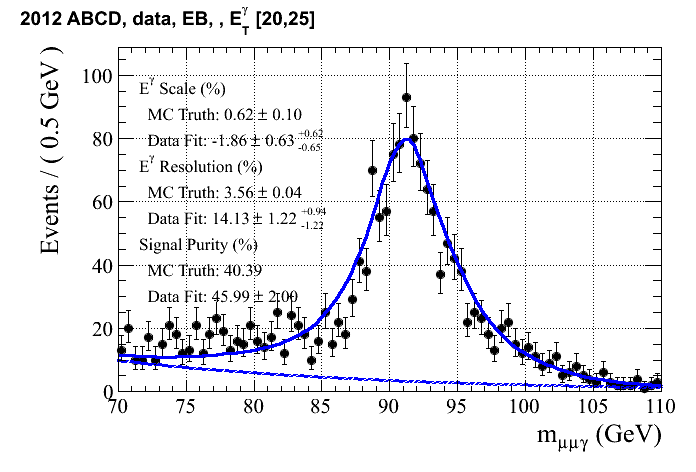 2012 ABCD, data, EB, , E_T^γ [20,25]
Events / ( 0.5 GeV )
100
80
60
40
20
0
E^γ Scale (%)
MC Truth: 0.62 ± 0.10
Data Fit: -1.86 ± 0.63 +0.62 -0.65
E^γ Resolution (%)
MC Truth: 3.56 ± 0.04
Data Fit: 14.13 ± 1.22 +0.94 -1.22
Signal Purity (%)
MC Truth: 40.39
Data Fit: 45.99 ± 2.00
70 75 80 85 90 95 100 105 110
m_μμγ (GeV)